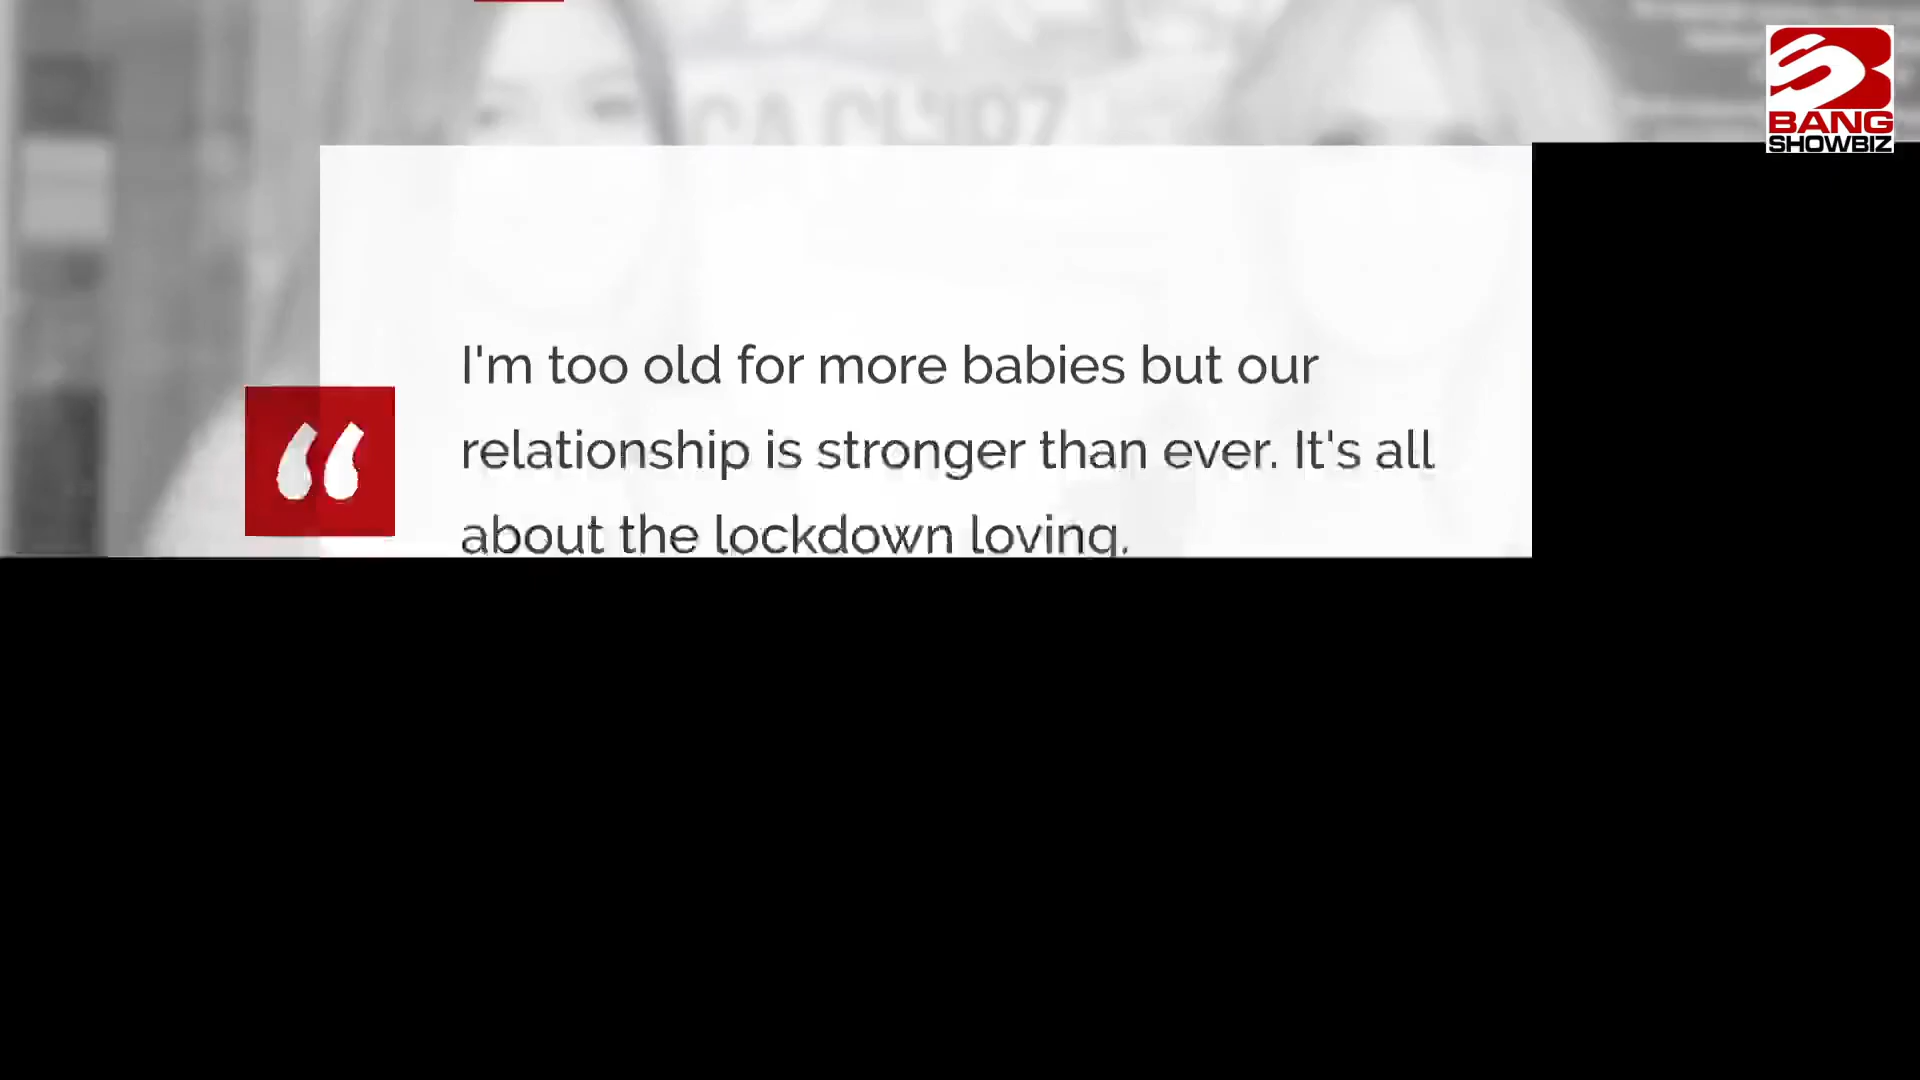 BANG
SHOWBIZ
I'm too old for more babies but our
relationship is stronger than ever. It's all
about the lockdown loving.